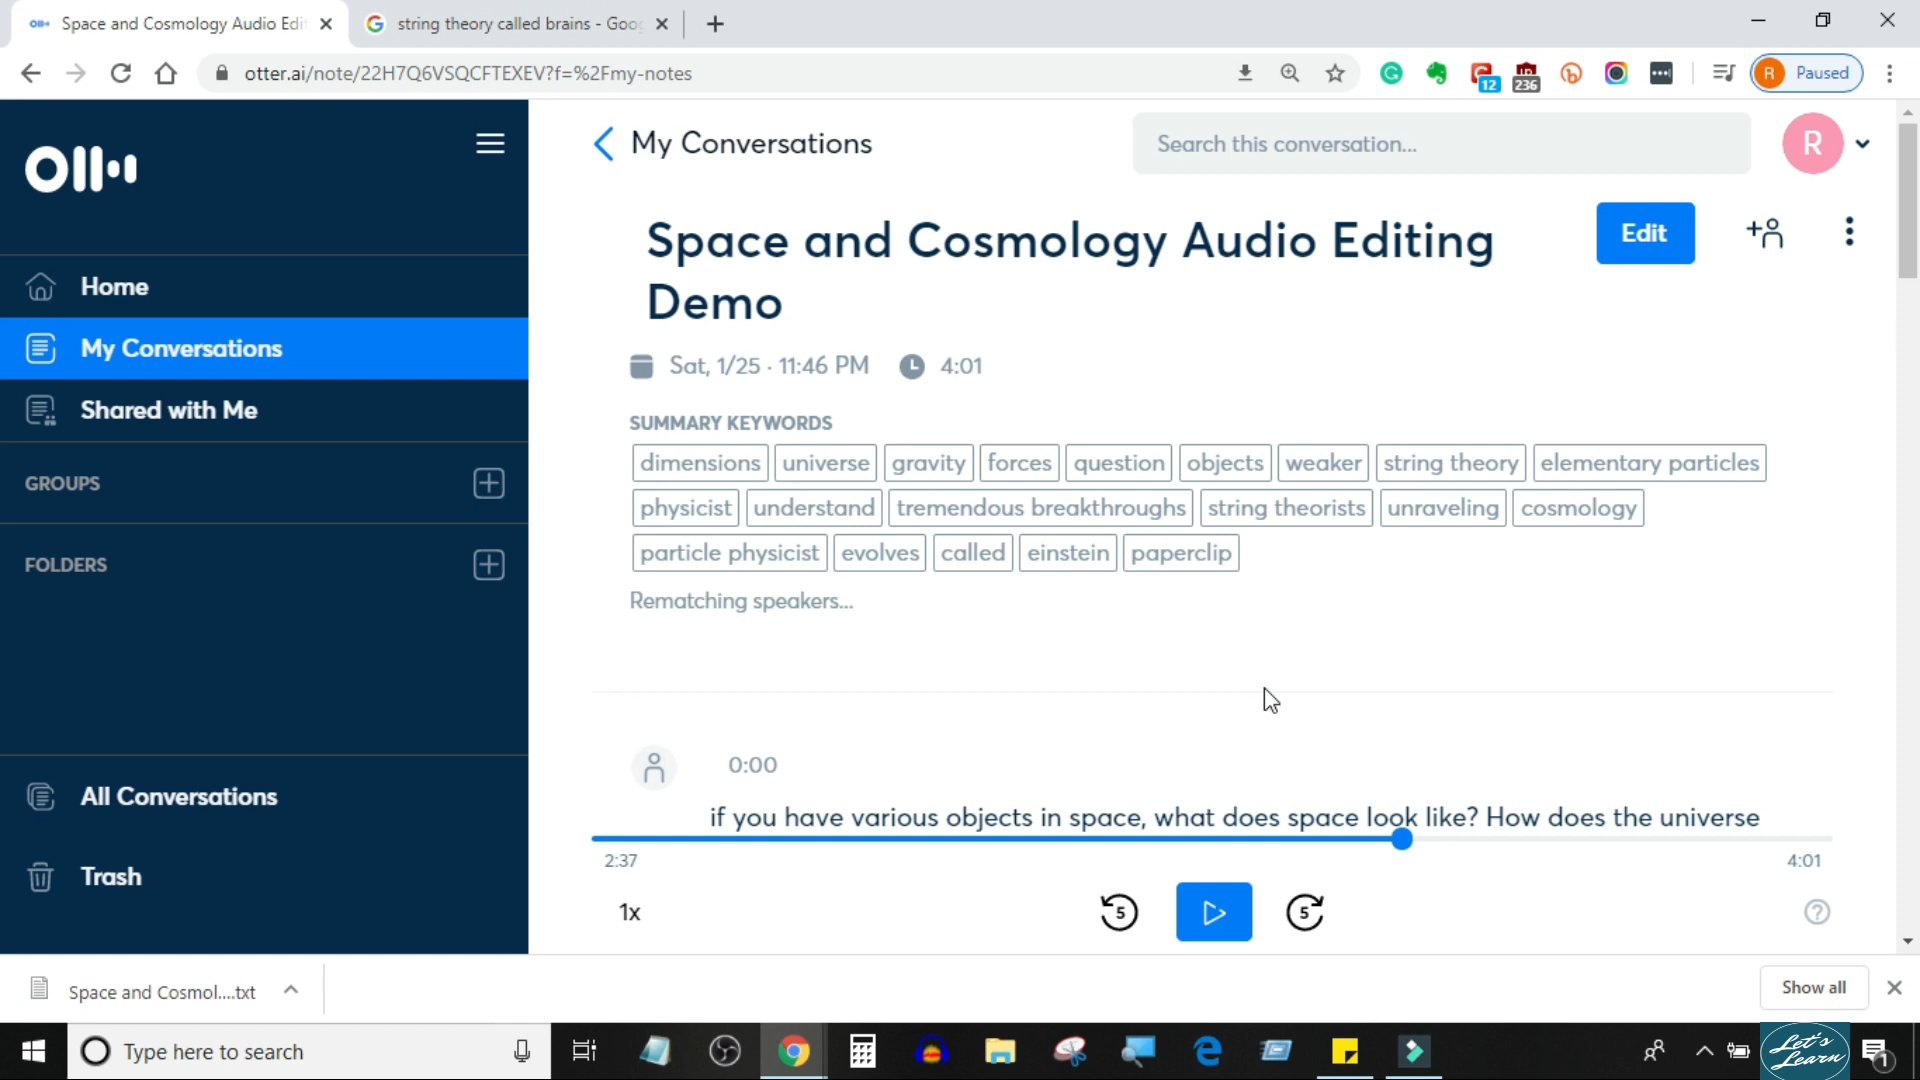 Space and Cosmology Audio Edi
string theory called brains - Goo
otter.ai/note/22H7Q6VSQCFTEXEV?f=%2Fmy-notes
12
236
R
Paused
My Conversations
Search this conversation...
R
Space and Cosmology Audio Editing
Demo
Edit
Sat, 1/25 · 11:46 PM
4:01
SUMMARY KEYWORDS
dimensions universe gravity forces question objects weaker string theory elementary particles
physicist understand tremendous breakthroughs string theorists unraveling cosmology
particle physicist evolves called einstein paperclip
Rematching speakers...
Home
My Conversations
Shared with Me
GROUPS
FOLDERS
All Conversations
Trash
0:00
if you have various objects in space, what does space look like? How does the universe
2:37
4:01
1x
5
5
Space and Cosmol....txt
Show all
Type here to search
Let's
Learn
1